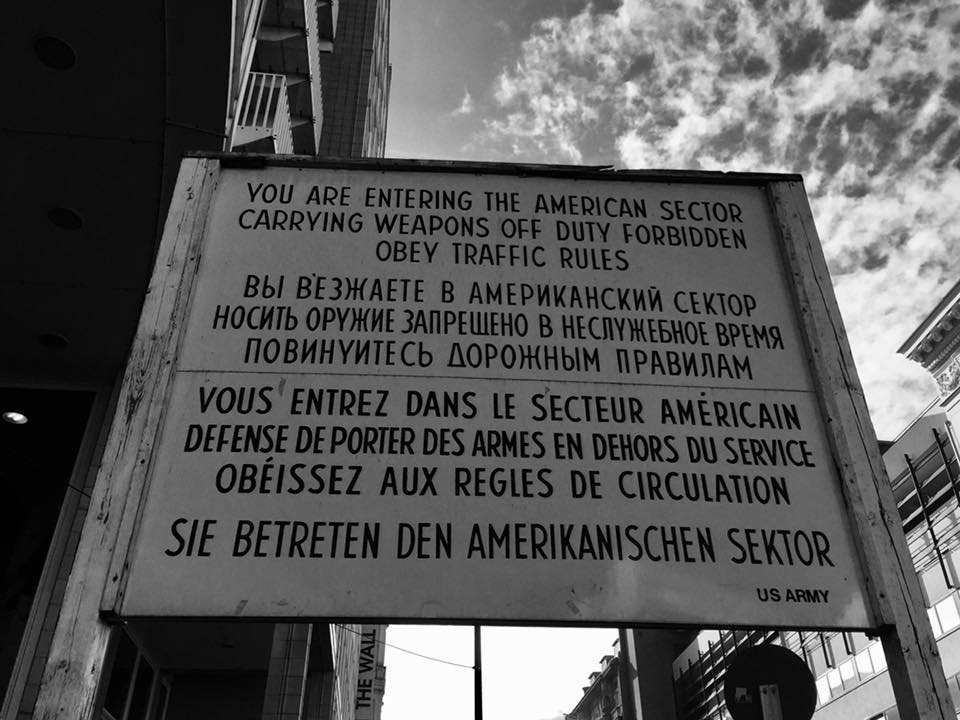 YOU ARE ENTERING THE AMERICAN SECTOR
CARRYING WEAPONS OFF DUTY FORBIDDEN
OBEY TRAFFIC RULES
ВЫ В'ЕЗЖАЕТЕ В АМЕРИКАНСКИЙ СЕКТОР
НОСИТЬ ОРУЖИЕ ЗАПРЕЩЕНО В НЕСЛУЖЕБНОЕ ВРЕМЯ
ПОВИНУИТЕСЬ ДОРОЖНЫМ ПРАВИЛАМ
VOUS ENTREZ DANS LE SECTEUR AMÉRICAIN
DEFENSE DE PORTER DES ARMES EN DEHORS DU SERVICE
OBÉISSEZ AUX REGLES DE CIRCULATION
SIE BETRETEN DEN AMERIKANISCHEN SEKTOR
US ARMY
THE WALL